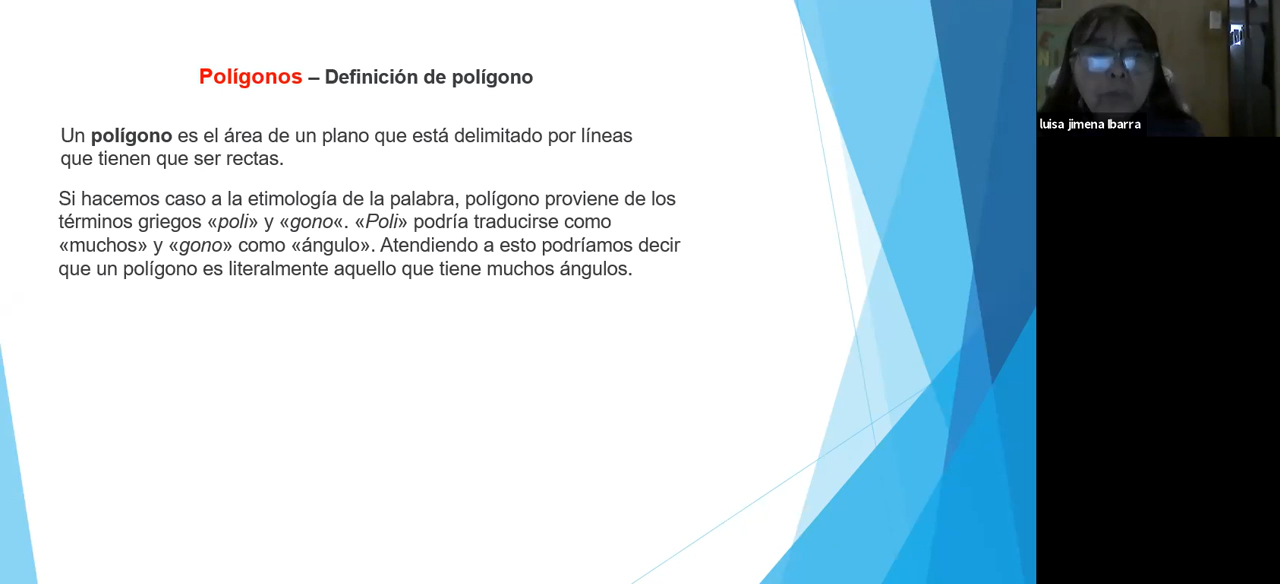 Polígonos – Definición de polígono
Un polígono es el área de un plano que está delimitado por líneas
que tienen que ser rectas.
Si hacemos caso a la etimología de la palabra, polígono proviene de los
términos griegos «poli» y «gono«. «Poli» podría traducirse como
«muchos» y «gono» como «ángulo». Atendiendo a esto podríamos decir
que un polígono es literalmente aquello que tiene muchos ángulos.
luisa jimena Ibarra